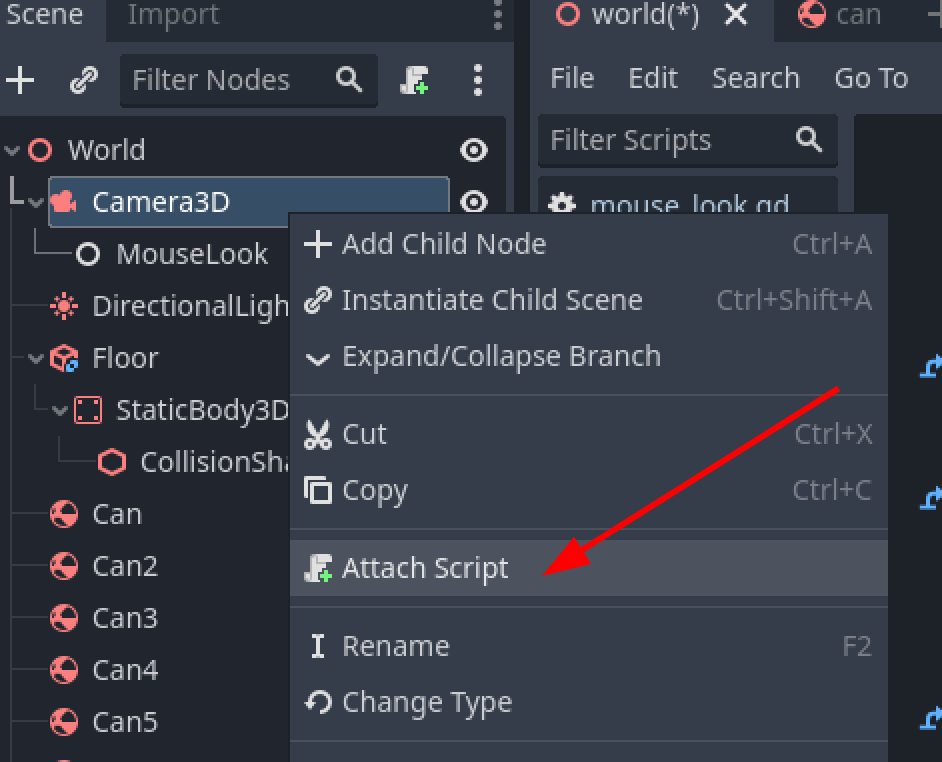 Scene Import
world(*) can
Filter Nodes
File Edit Search Go To
Filter Scripts
World
Camera3D
mouse_look.gd
MouseLook
DirectionalLigh
Floor
StaticBody3D
CollisionSha
Can
Can2
Can3
Can4
Can5
Add Child Node Ctrl+A
Instantiate Child Scene Ctrl+Shift+A
Expand/Collapse Branch
Cut Ctrl+X
Copy Ctrl+C
Attach Script
Rename F2
Change Type